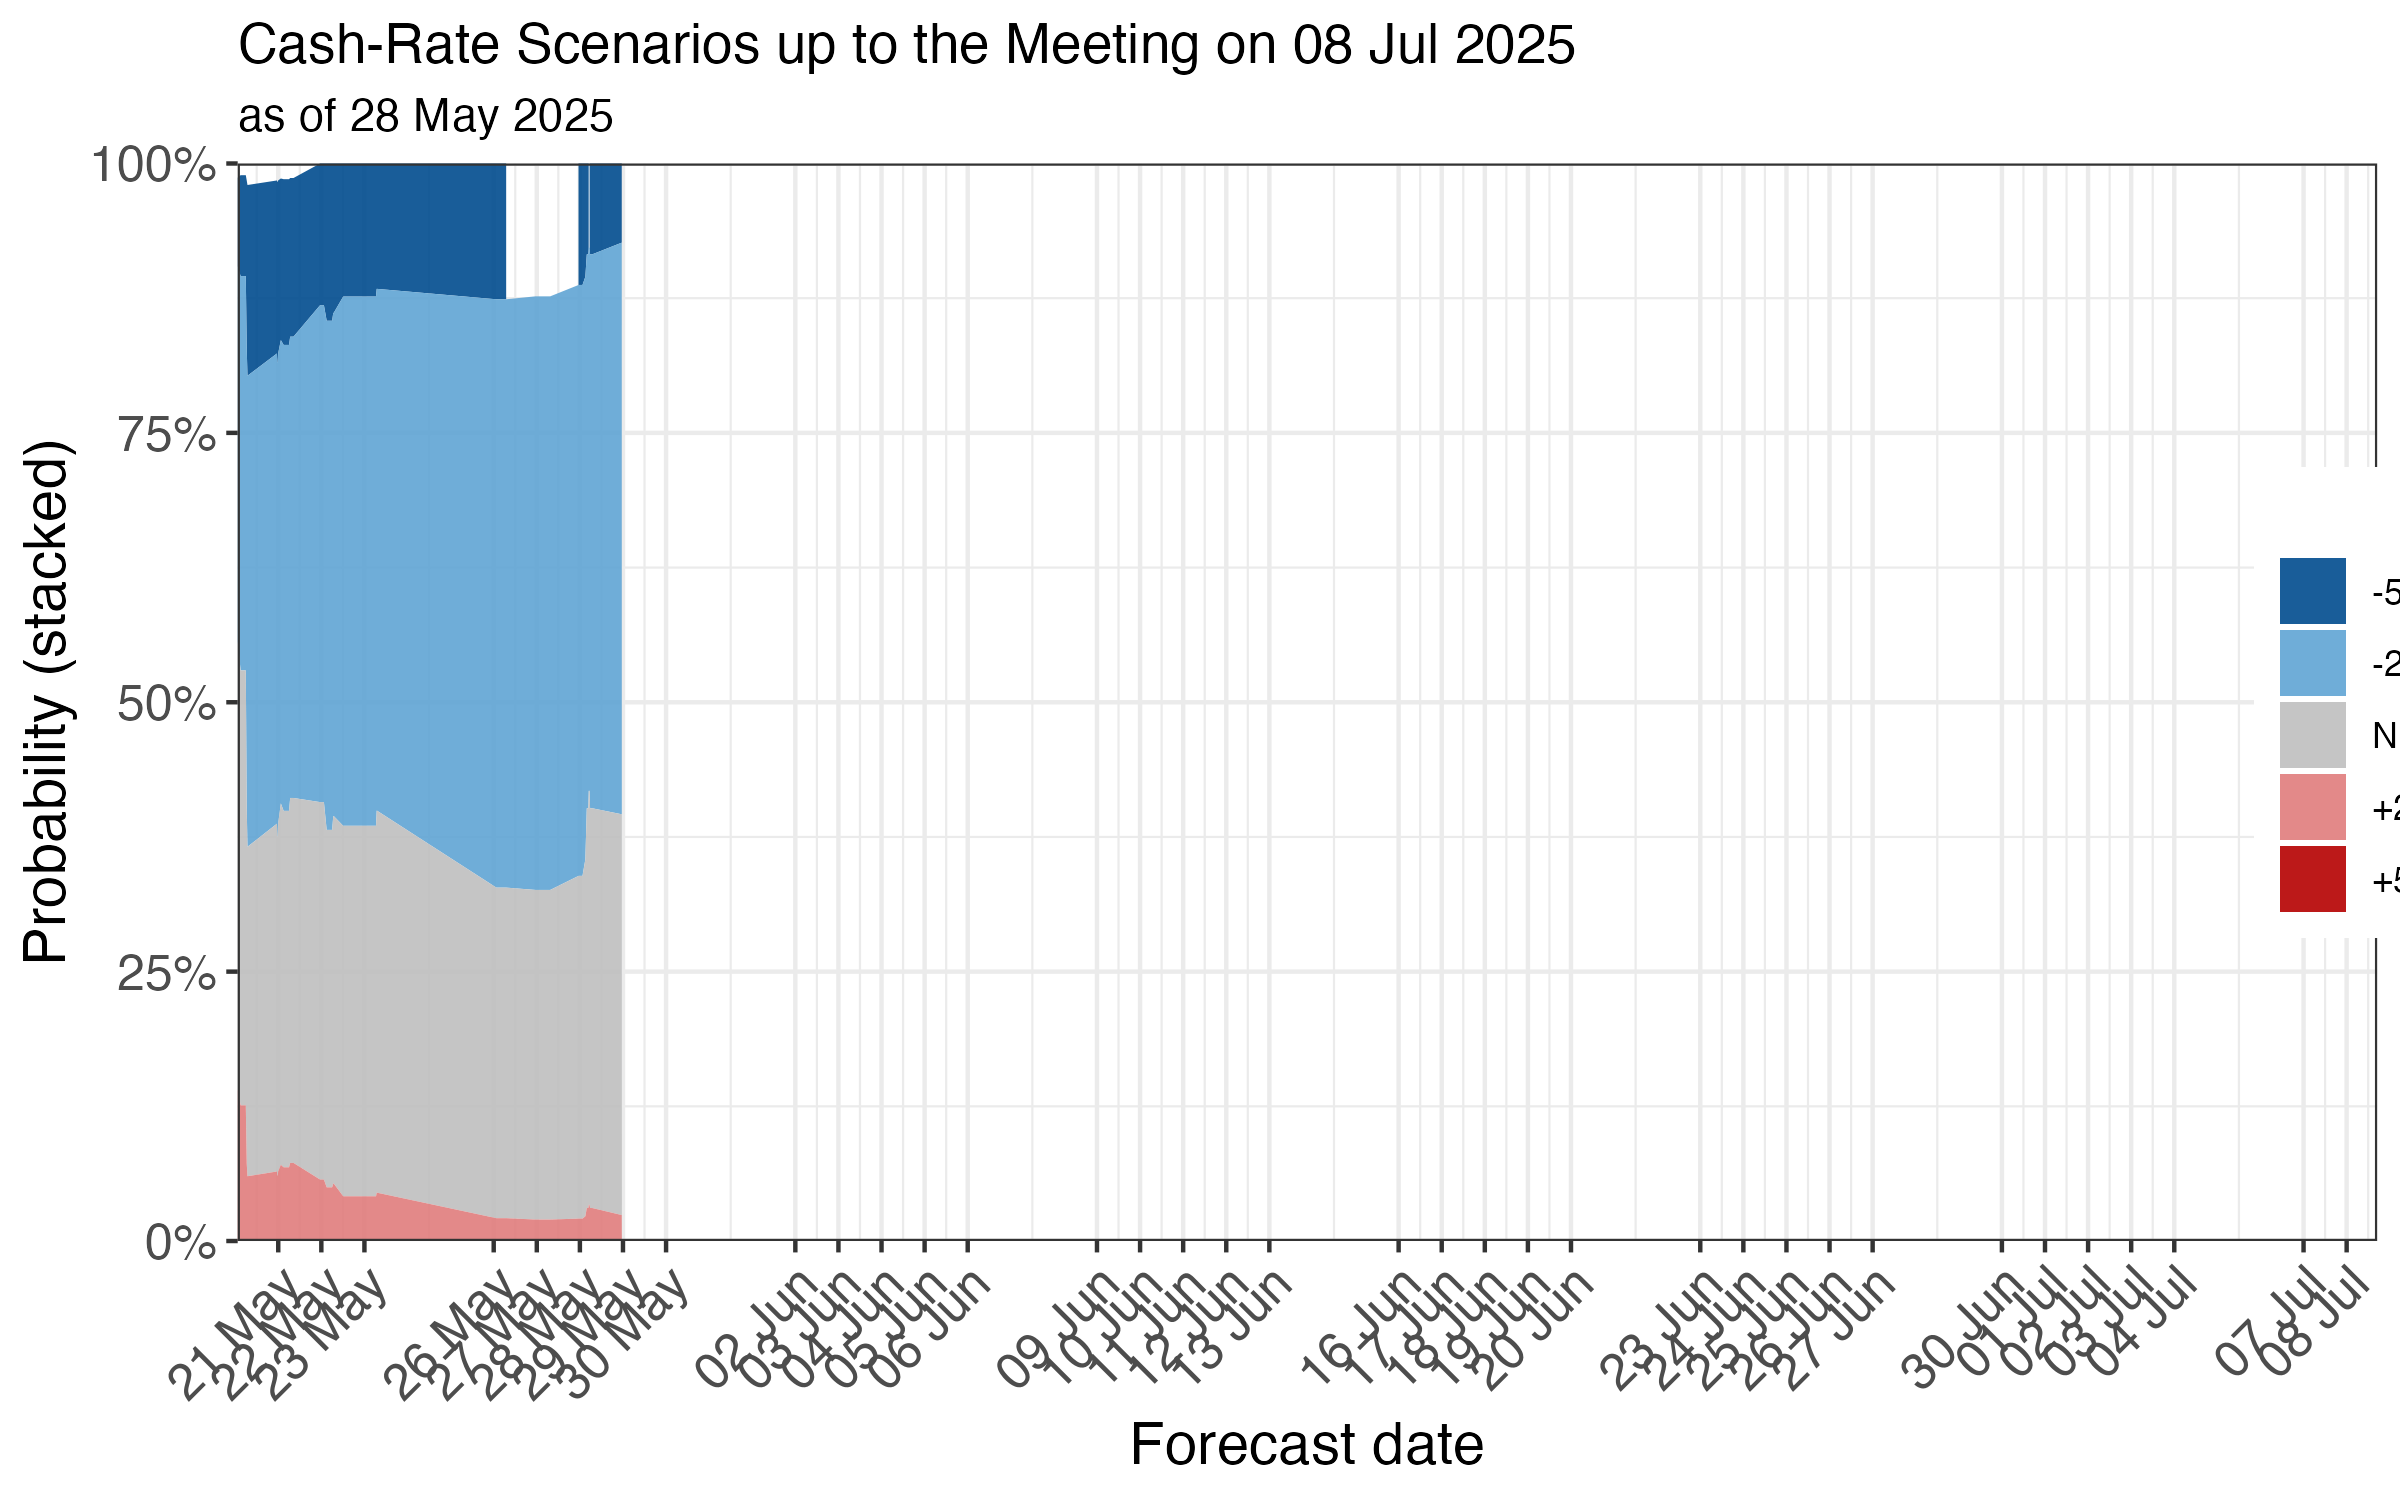 Cash-Rate Scenarios up to the Meeting on 08 Jul 2025
as of 28 May 2025
100%
75%
50%
25%
0%
Probability (stacked)
-5
-2
N
+2
+5
21 May
22 May
23 May
26 May
27 May
28 May
29 May
30 May
02 Jun
03 Jun
04 Jun
05 Jun
06 Jun
09 Jun
10 Jun
11 Jun
12 Jun
13 Jun
16 Jun
17 Jun
18 Jun
19 Jun
20 Jun
23 Jun
24 Jun
25 Jun
26 Jun
27 Jun
30 Jun
01 Jul
02 Jul
03 Jul
04 Jul
07 Jul
08 Jul
Forecast date